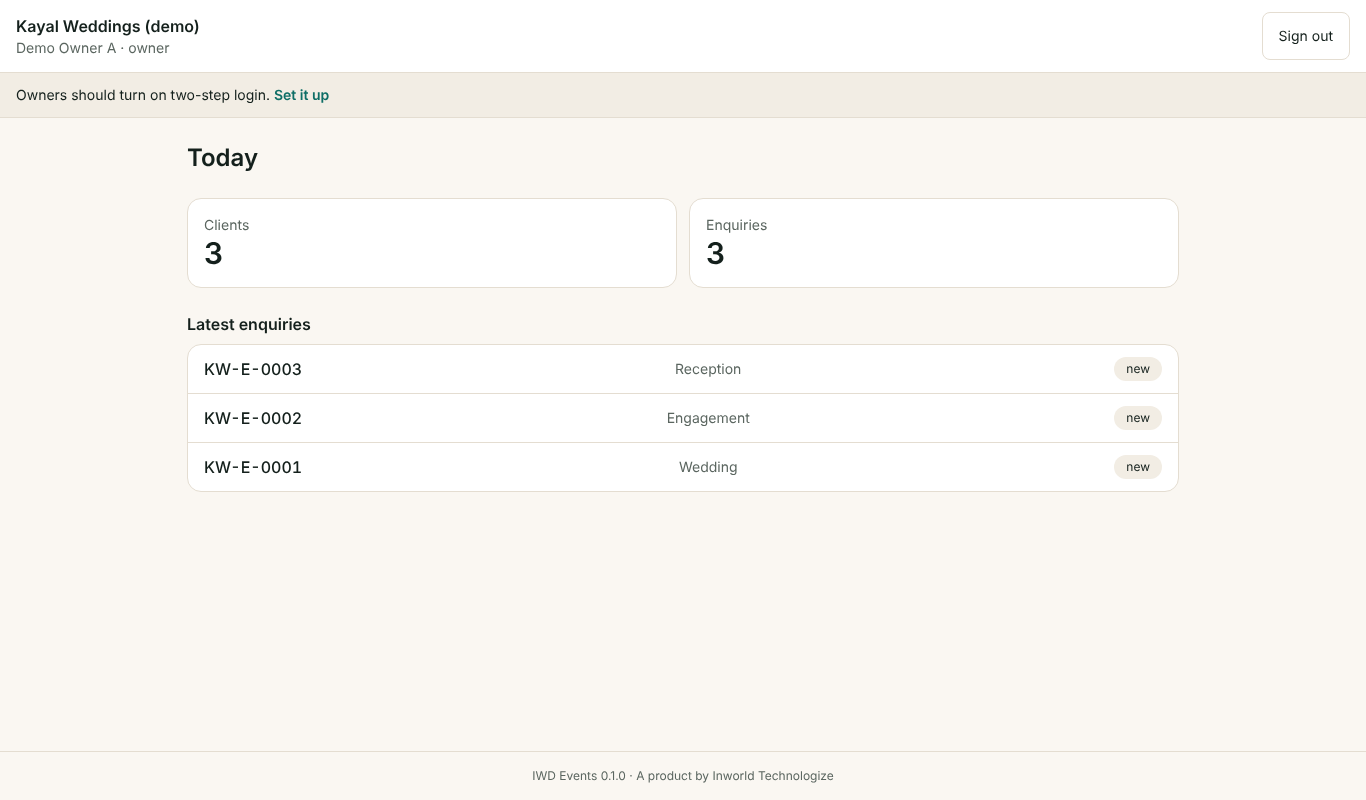 Kayal Weddings (demo)
Demo Owner A · owner
Sign out
Owners should turn on two-step login. Set it up
Today
Clients
3
Enquiries
3
Latest enquiries
KW-E-0003 Reception new
KW-E-0002 Engagement new
KW-E-0001 Wedding new
IWD Events 0.1.0 · A product by Inworld Technologize